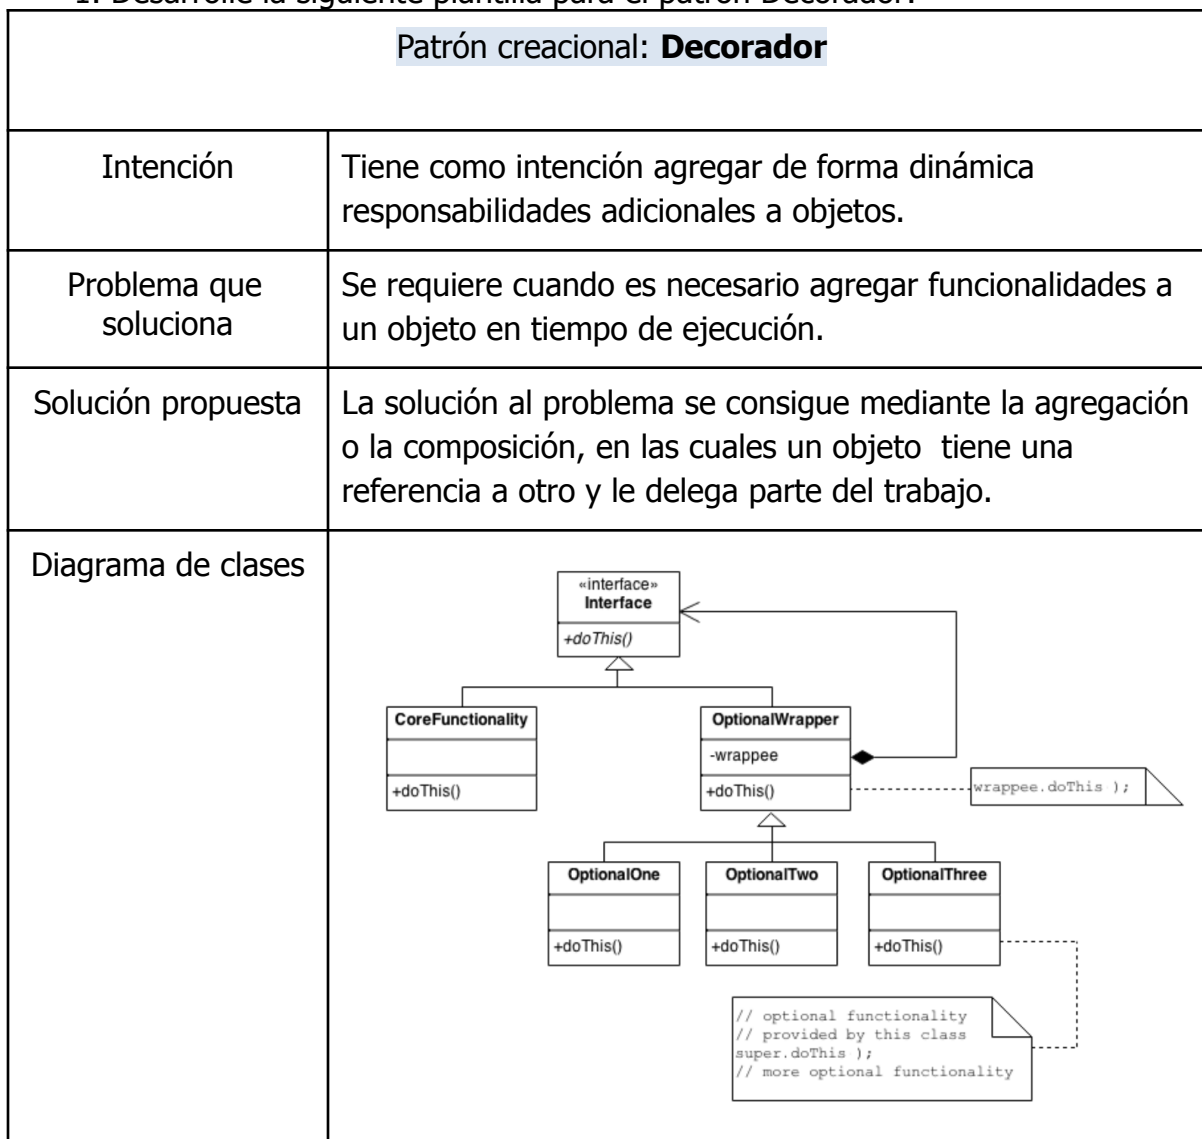 1. Desarrolle la siguiente plantilla para el patrón Decorador:
Patrón creacional: Decorador
Intención
Tiene como intención agregar de forma dinámica
responsabilidades adicionales a objetos.
Problema que
soluciona
Se requiere cuando es necesario agregar funcionalidades a
un objeto en tiempo de ejecución.
Solución propuesta
La solución al problema se consigue mediante la agregación
o la composición, en las cuales un objeto tiene una
referencia a otro y le delega parte del trabajo.
Diagrama de clases
«interface»
Interface
+doThis()
CoreFunctionality
+doThis()
OptionalWrapper
-wrappee
+doThis()
wrappee.doThis );
OptionalOne
+doThis()
OptionalTwo
+doThis()
OptionalThree
+doThis()
// optional functionality
// provided by this class
super.doThis );
// more optional functionality